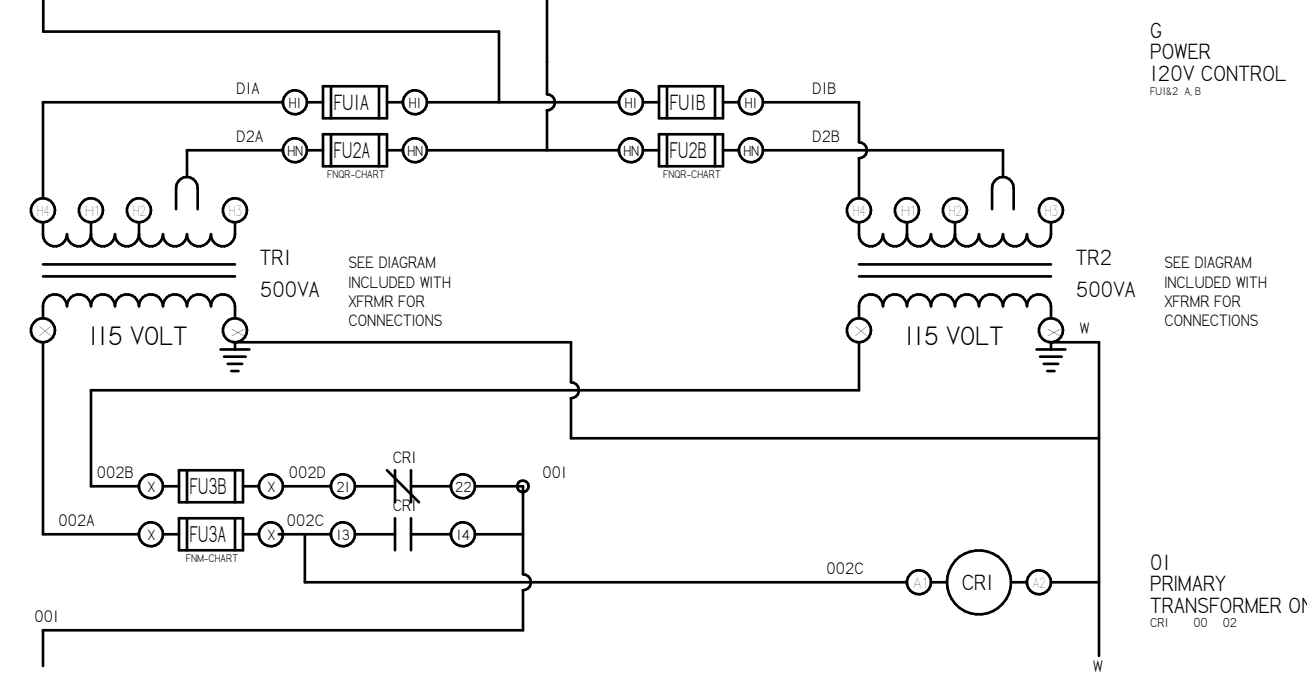 G
POWER
120V CONTROL
FU1&2 A, B
D1A H1 FU1A H1 H1 FU1B H1 D1B
D2A HN FU2A HN HN FU2B HN D2B
FNQR-CHART FNQR-CHART
H4 H1 H2 H3 H4 H1 H2 H3
TR1
500VA
SEE DIAGRAM
INCLUDED WITH
XFRMR FOR
CONNECTIONS
TR2
500VA
SEE DIAGRAM
INCLUDED WITH
XFRMR FOR
CONNECTIONS
X 115 VOLT X X 115 VOLT X W
CR1
002B X FU3B X 002D 21 22 001
CR1
002A X FU3A X 002C 13 14
FNM-CHART
002C A1 CR1 A2
01
PRIMARY
TRANSFORMER ON
CR1 00 02
001
W